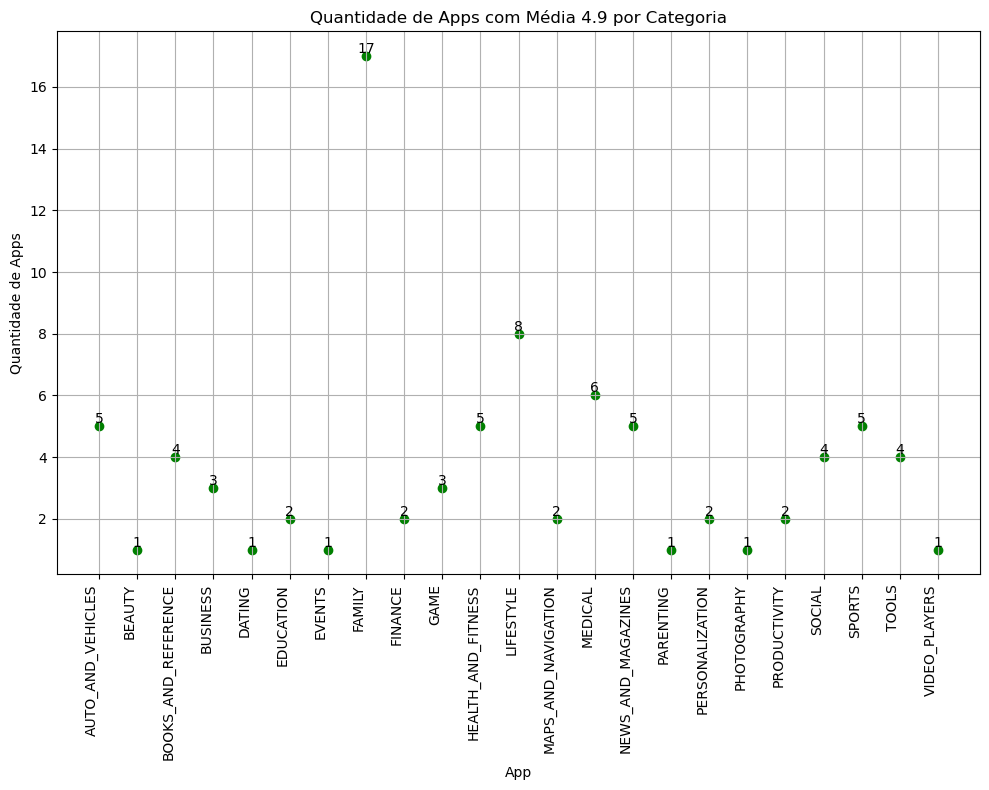 Quantidade de Apps com Média 4.9 por Categoria
17
16
14
12
10
8
8
6
6
5
5
5
5
4
4
4
4
3
3
2
2
2
2
2
2
1
1
1
1
1
1
Quantidade de Apps
AUTO_AND_VEHICLES
BEAUTY
BOOKS_AND_REFERENCE
BUSINESS
DATING
EDUCATION
EVENTS
FAMILY
FINANCE
GAME
HEALTH_AND_FITNESS
LIFESTYLE
MAPS_AND_NAVIGATION
MEDICAL
NEWS_AND_MAGAZINES
PARENTING
PERSONALIZATION
PHOTOGRAPHY
PRODUCTIVITY
SOCIAL
SPORTS
TOOLS
VIDEO_PLAYERS
App